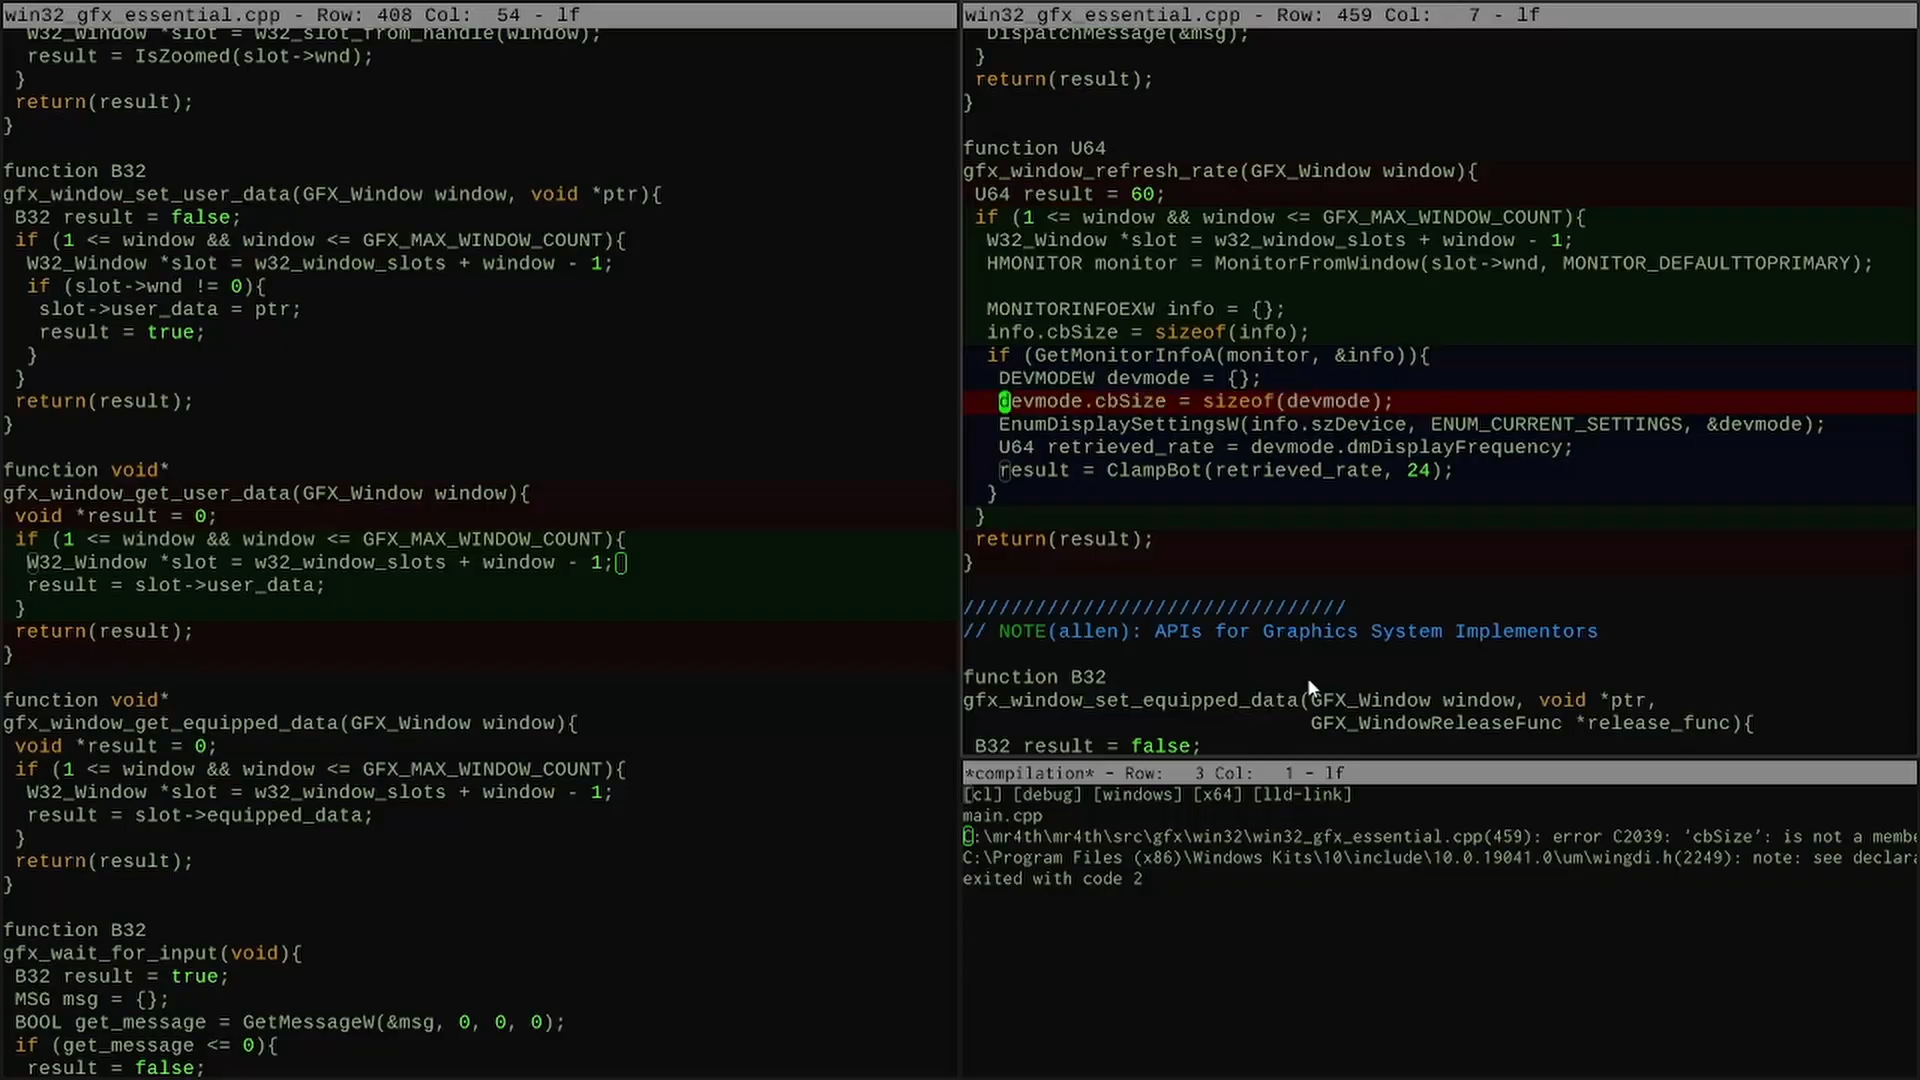 win32_gfx_essential.cpp - Row: 408 Col:  54 - lf
W32_Window *slot = w32_slot_from_handle(window);
result = IsZoomed(slot->wnd);
}
return(result);
}
function B32
gfx_window_set_user_data(GFX_Window window, void *ptr){
B32 result = false;
if (1 <= window && window <= GFX_MAX_WINDOW_COUNT){
W32_Window *slot = w32_window_slots + window - 1;
if (slot->wnd != 0){
slot->user_data = ptr;
result = true;
}
}
return(result);
}
function void*
gfx_window_get_user_data(GFX_Window window){
void *result = 0;
if (1 <= window && window <= GFX_MAX_WINDOW_COUNT){
W32_Window *slot = w32_window_slots + window - 1;
result = slot->user_data;
}
return(result);
}
function void*
gfx_window_get_equipped_data(GFX_Window window){
void *result = 0;
if (1 <= window && window <= GFX_MAX_WINDOW_COUNT){
W32_Window *slot = w32_window_slots + window - 1;
result = slot->equipped_data;
}
return(result);
}
function B32
gfx_wait_for_input(void){
B32 result = true;
MSG msg = {};
BOOL get_message = GetMessageW(&msg, 0, 0, 0);
if (get_message <= 0){
result = false;
win32_gfx_essential.cpp - Row: 459 Col:   7 - lf
DispatchMessage(&msg);
}
return(result);
}
function U64
gfx_window_refresh_rate(GFX_Window window){
U64 result = 60;
if (1 <= window && window <= GFX_MAX_WINDOW_COUNT){
W32_Window *slot = w32_window_slots + window - 1;
HMONITOR monitor = MonitorFromWindow(slot->wnd, MONITOR_DEFAULTTOPRIMARY);
MONITORINFOEXW info = {};
info.cbSize = sizeof(info);
if (GetMonitorInfoA(monitor, &info)){
DEVMODEW devmode = {};
devmode.cbSize = sizeof(devmode);
EnumDisplaySettingsW(info.szDevice, ENUM_CURRENT_SETTINGS, &devmode);
U64 retrieved_rate = devmode.dmDisplayFrequency;
result = ClampBot(retrieved_rate, 24);
}
}
return(result);
}
////////////////////////////////
// NOTE(allen): APIs for Graphics System Implementors
function B32
gfx_window_set_equipped_data(GFX_Window window, void *ptr,
GFX_WindowReleaseFunc *release_func){
B32 result = false;
*compilation* - Row:   3 Col:   1 - lf
[cl] [debug] [windows] [x64] [lld-link]
main.cpp
C:\mr4th\mr4th\src\gfx\win32\win32_gfx_essential.cpp(459): error C2039: 'cbSize': is not a membe
C:\Program Files (x86)\Windows Kits\10\include\10.0.19041.0\um\wingdi.h(2249): note: see declara
exited with code 2